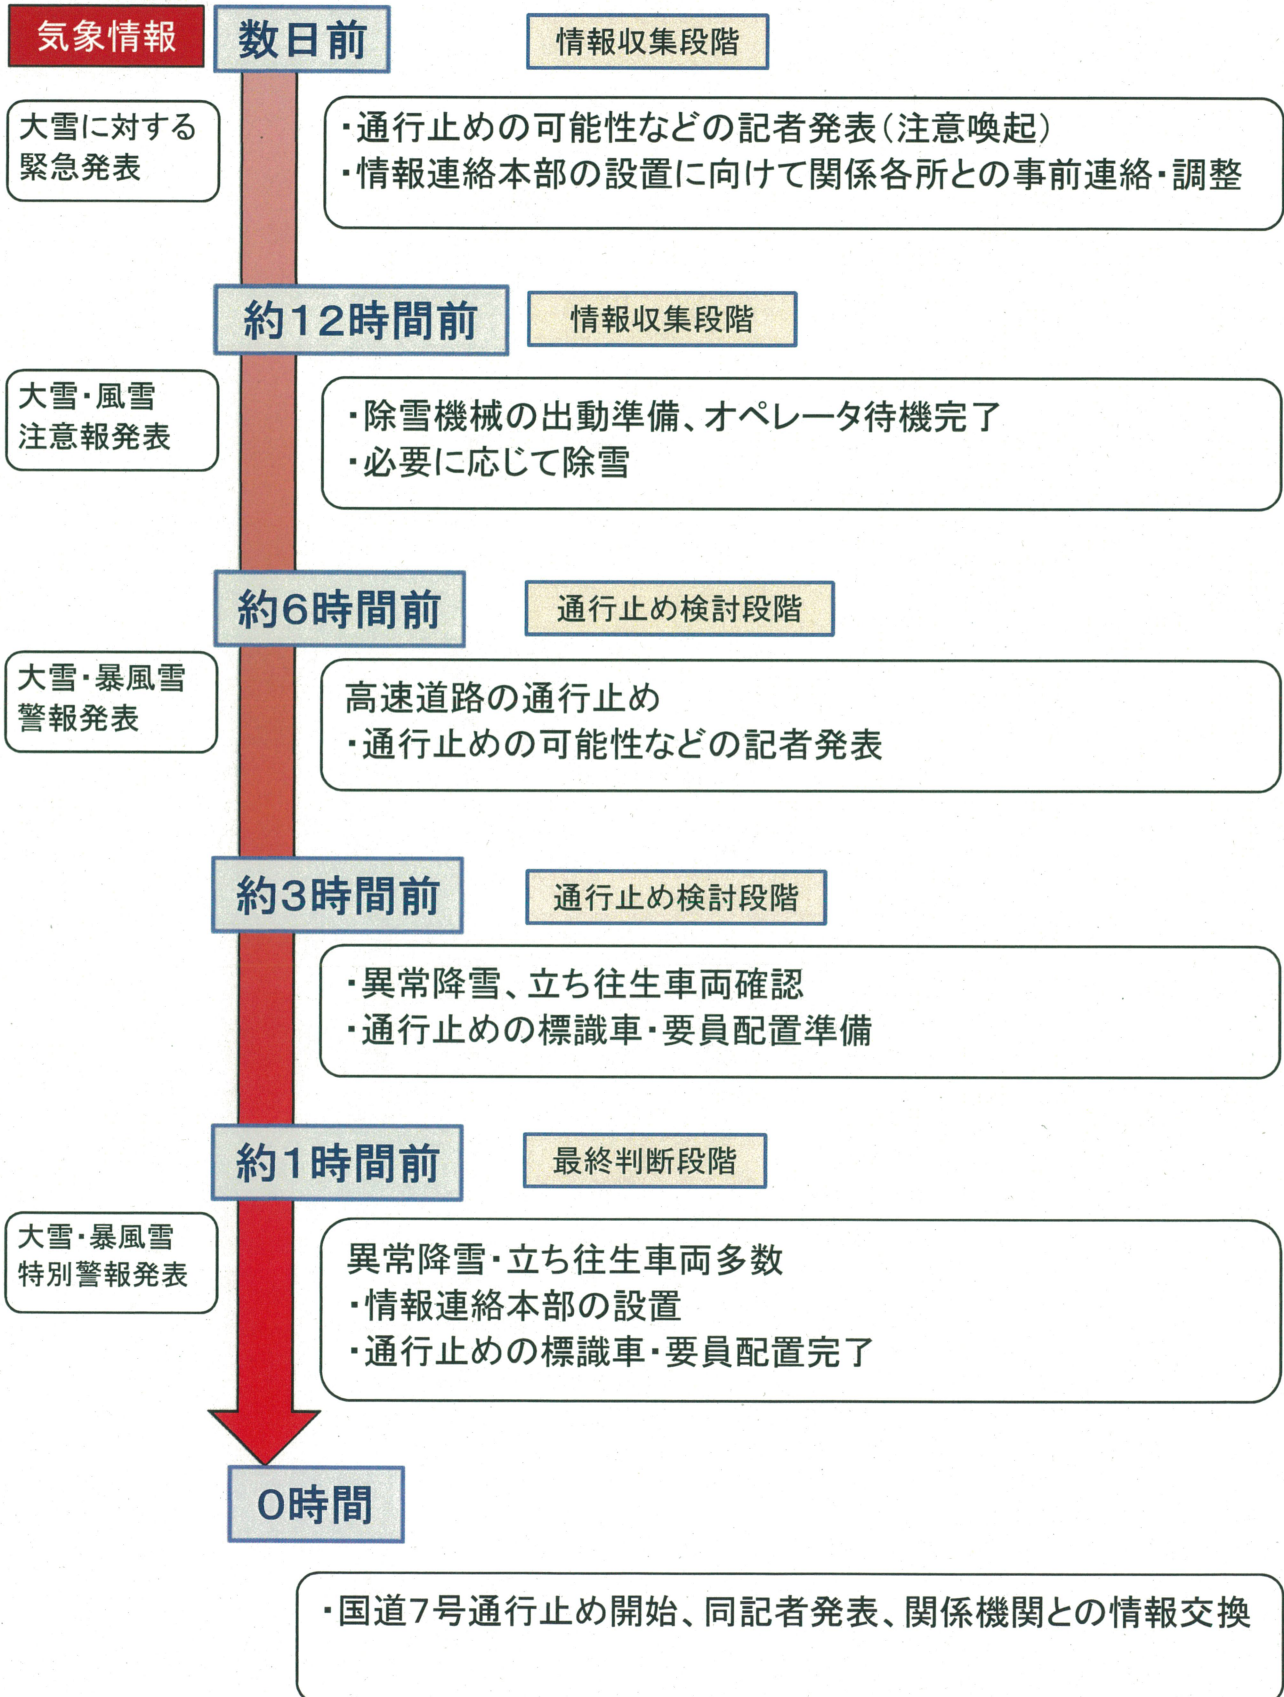 気象情報
数日前
情報収集段階
大雪に対する
緊急発表
・通行止めの可能性などの記者発表(注意喚起)
・情報連絡本部の設置に向けて関係各所との事前連絡・調整
約12時間前
情報収集段階
大雪・風雪
注意報発表
・除雪機械の出動準備、オペレータ待機完了
・必要に応じて除雪
約6時間前
通行止め検討段階
大雪・暴風雪
警報発表
高速道路の通行止め
・通行止めの可能性などの記者発表
約3時間前
通行止め検討段階
・異常降雪、立ち往生車両確認
・通行止めの標識車・要員配置準備
約1時間前
最終判断段階
大雪・暴風雪
特別警報発表
異常降雪・立ち往生車両多数
・情報連絡本部の設置
・通行止めの標識車・要員配置完了
0時間
・国道7号通行止め開始、同記者発表、関係機関との情報交換